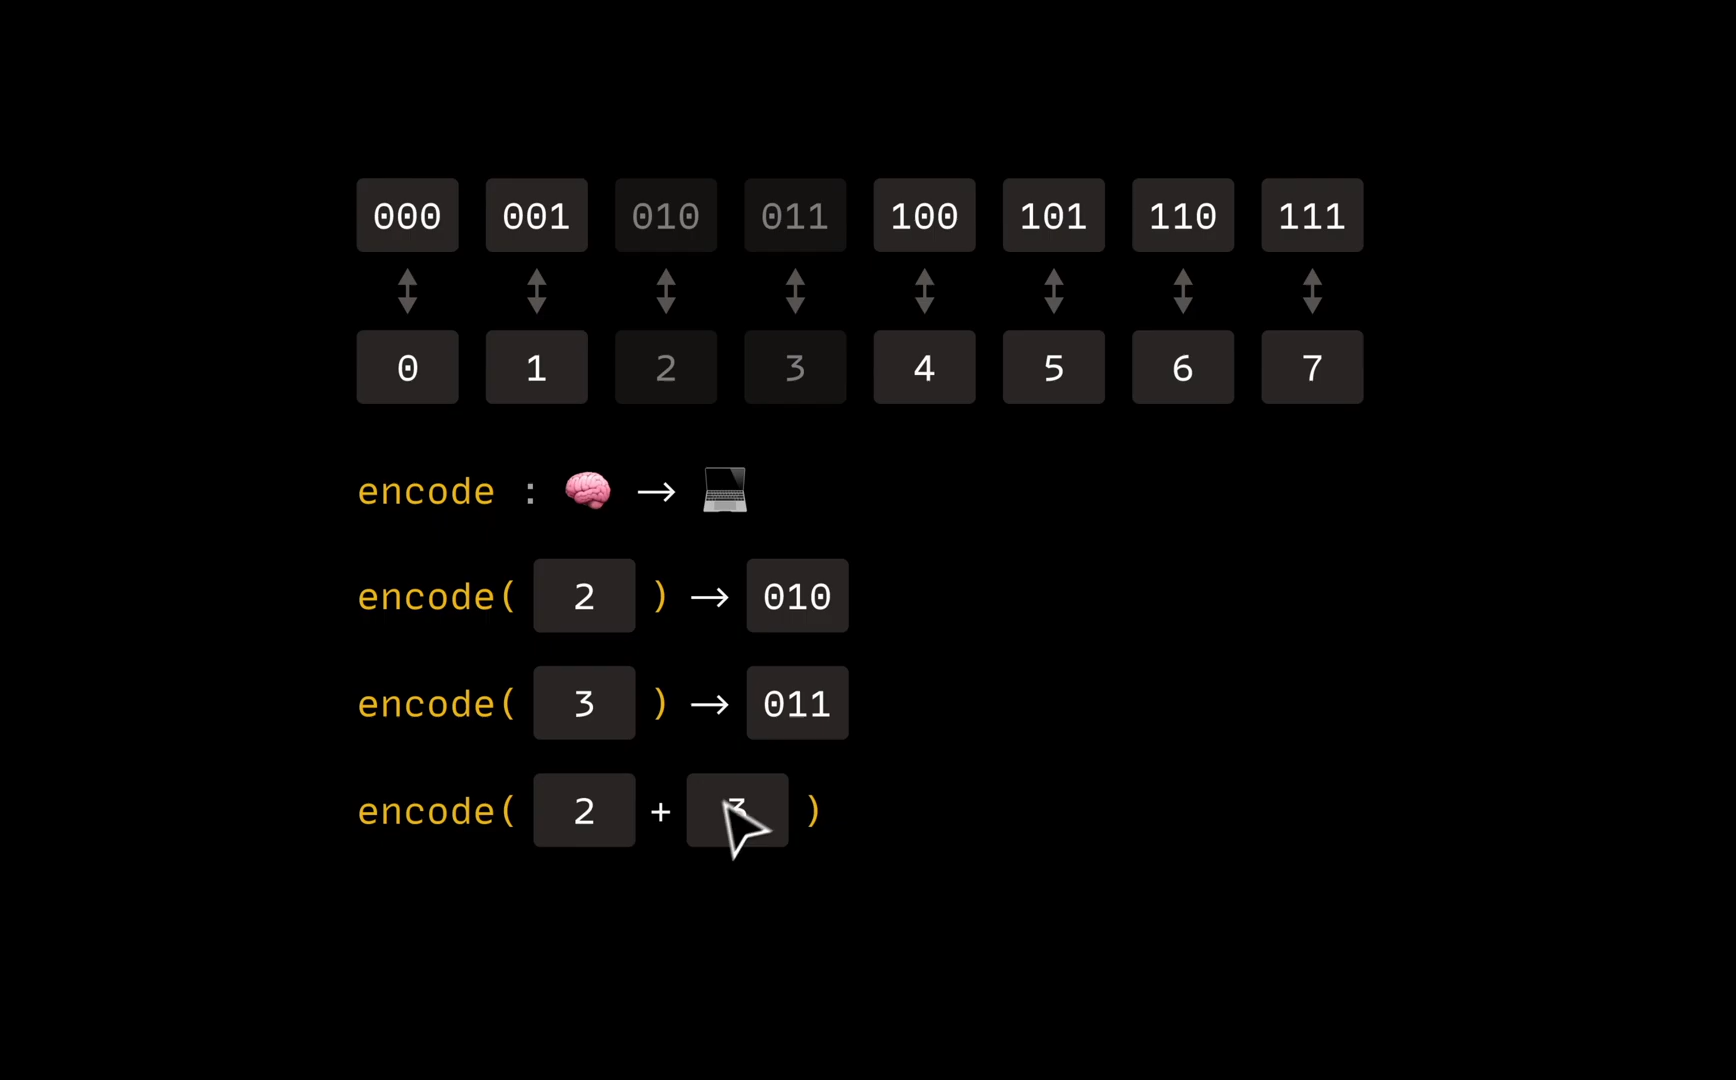 000 001 010 011 100 101 110 111
0 1 2 3 4 5 6 7
encode : →
encode( 2 ) → 010
encode( 3 ) → 011
encode( 2 + 3 )